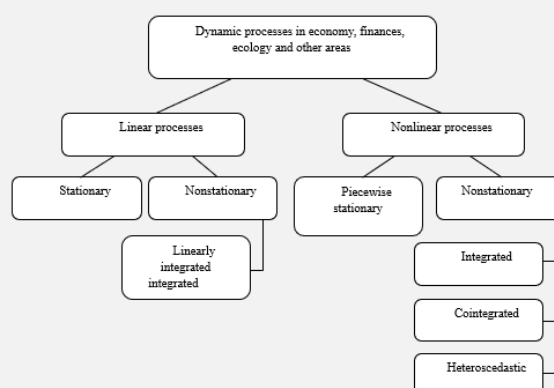 Dynamic processes in economy, finances,
ecology and other areas
Linear processes
Nonlinear processes
Stationary
Nonstationary
Piecewise
stationary
Nonstationary
Linearly
integrated
integrated
Integrated
Cointegrated
Heteroscedastic